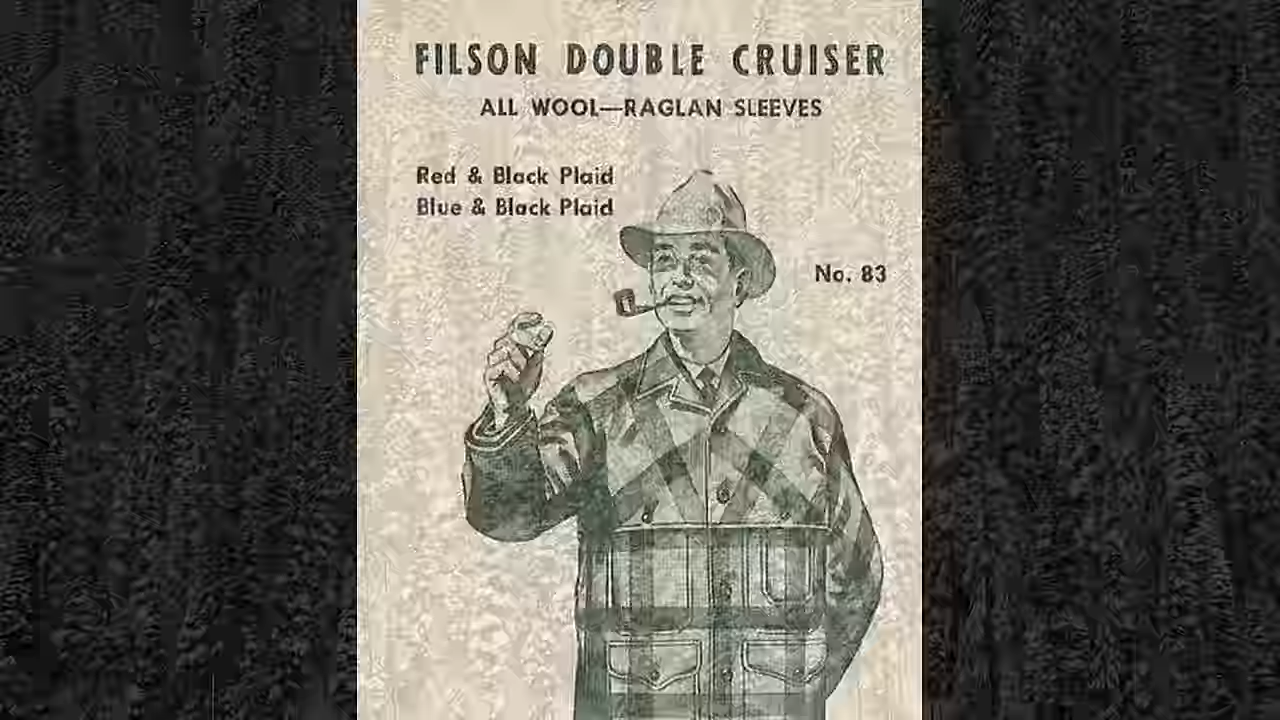 FILSON DOUBLE CRUISER
ALL WOOL—RAGLAN SLEEVES
Red & Black Plaid
Blue & Black Plaid
No. 83